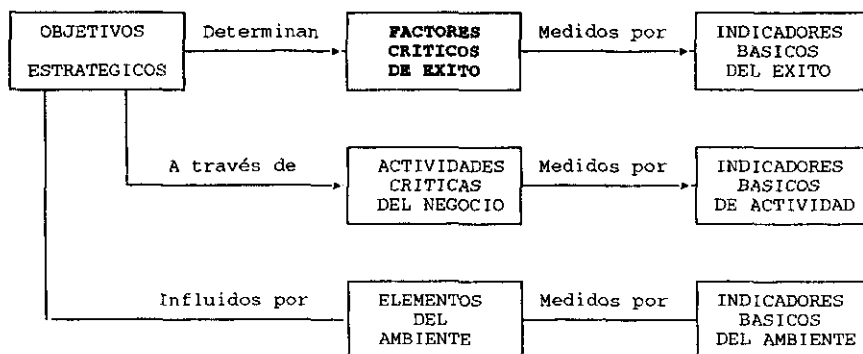 OBJETIVOS
ESTRATEGICOS
Determinan
FACTORES
CRÍTICOS
DE EXITO
Medidos por
INDICADORES
BASICOS
DEL EXITO
A través de
ACTIVIDADES
CRITICAS
DEL NEGOCIO
Medidos por
INDICADORES
BASICOS
DE ACTIVIDAD
Influidos por
ELEMENTOS
DEL
AMBIENTE
Medidos por
INDICADORES
BASICOS
DEL AMBIENTE